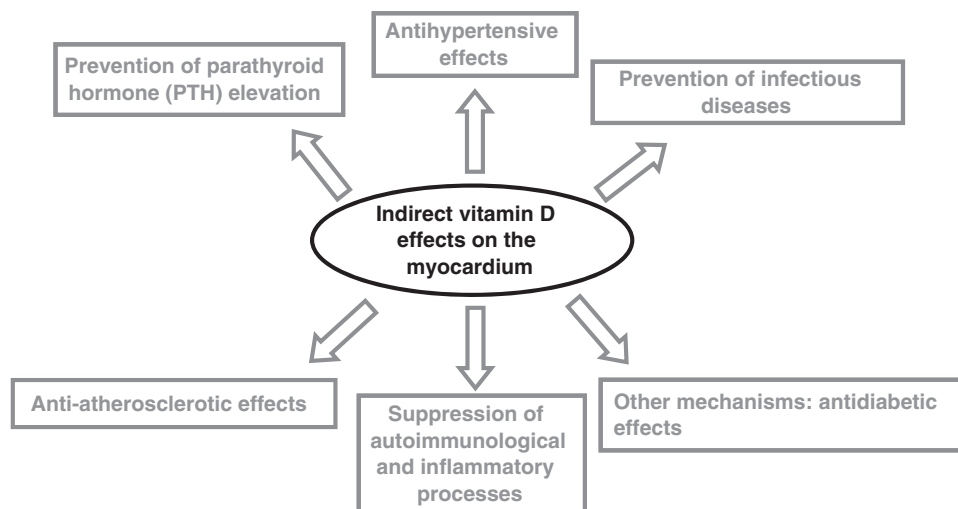 Antihypertensive
effects
Prevention of parathyroid
hormone (PTH) elevation
Prevention of infectious
diseases
Indirect vitamin D
effects on the
myocardium
Anti-atherosclerotic effects
Suppression of
autoimmunological
and inflammatory
processes
Other mechanisms: antidiabetic
effects